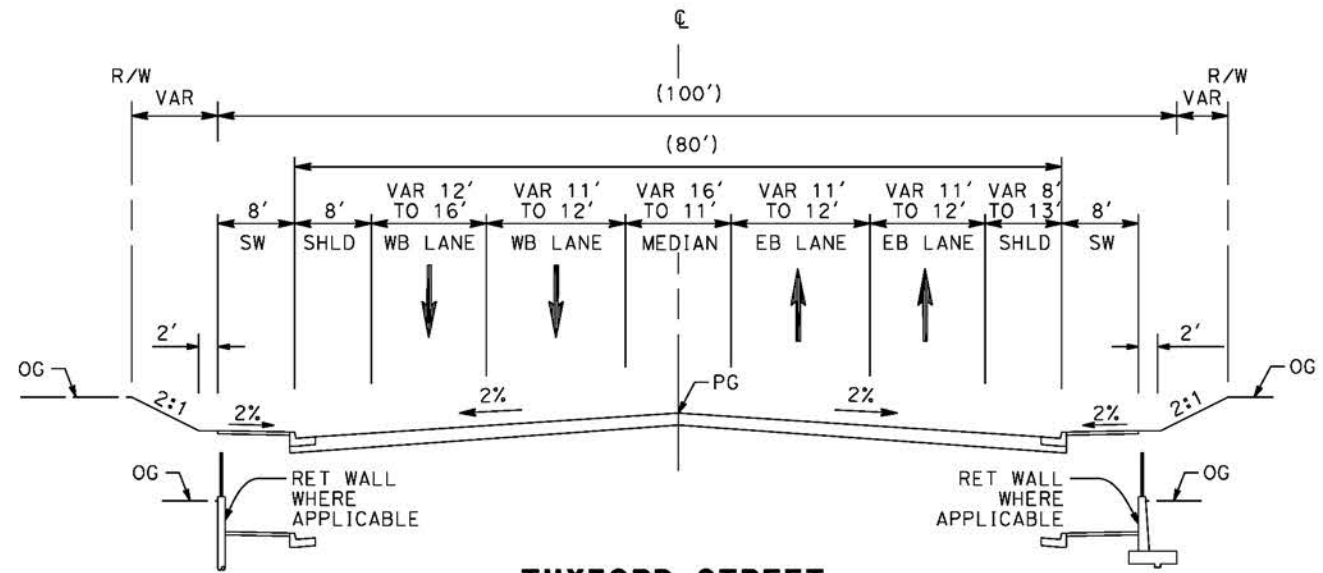 ℄
R/W
R/W
VAR
(100')
VAR
(80')
VAR 12'
TO 16'
VAR 11'
TO 12'
VAR 16'
TO 11'
VAR 11'
TO 12'
VAR 11'
TO 12'
VAR 8'
TO 13'
8'
8'
8'
SW
SHLD
WB LANE
WB LANE
MEDIAN
EB LANE
EB LANE
SHLD
SW
2'
2'
OG
OG
2:1
2%
2%
PG
2%
2%
2:1
OG
RET WALL
WHERE
APPLICABLE
RET WALL
WHERE
APPLICABLE
OG